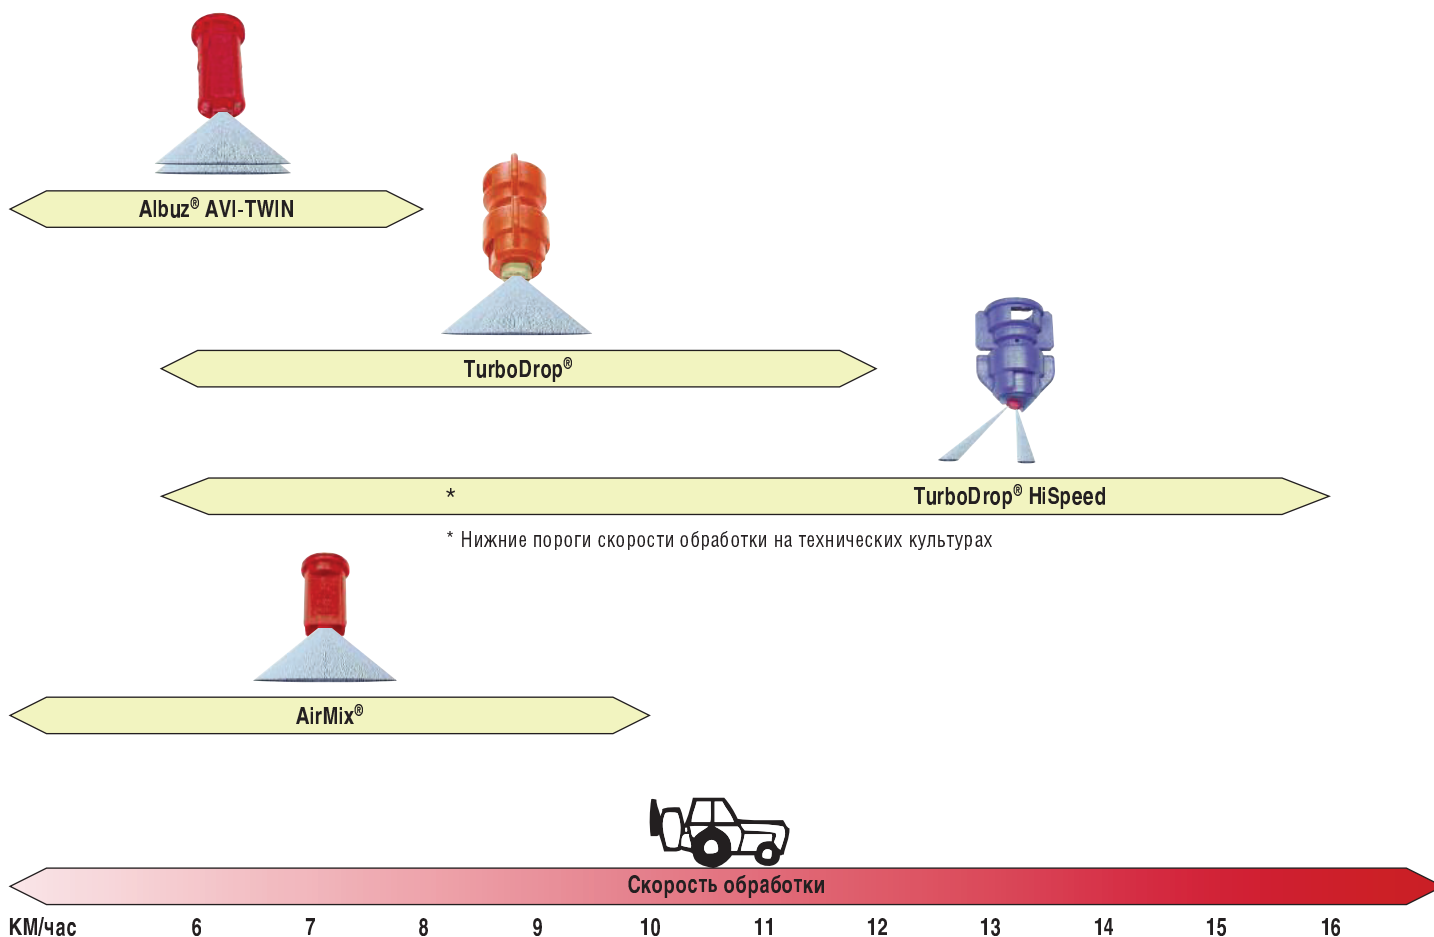 Albuz® AVI-TWIN
TurboDrop®
* TurboDrop® HiSpeed
* Нижние пороги скорости обработки на технических культурах
AirMix®
Скорость обработки
КМ/час 6 7 8 9 10 11 12 13 14 15 16